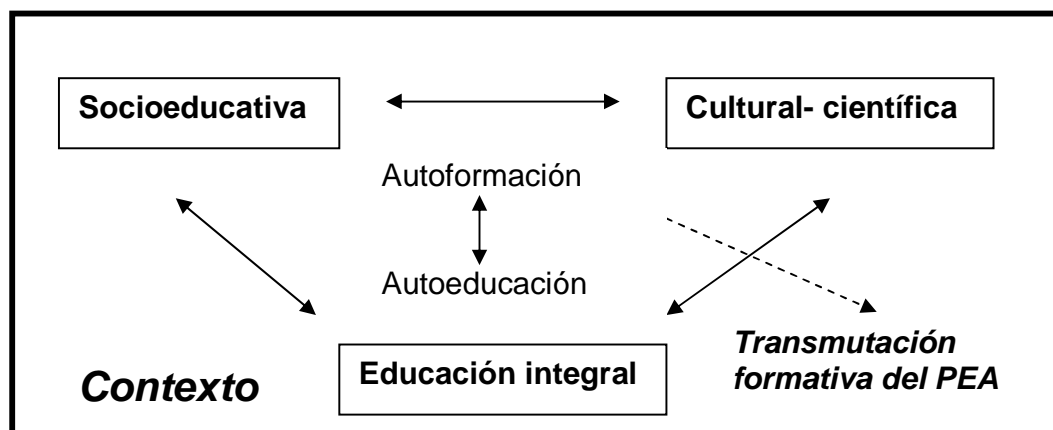 Socioeducativa
Cultural- científica
Autoformación
Autoeducación
Educación integral
Transmutación
formativa del PEA
Contexto